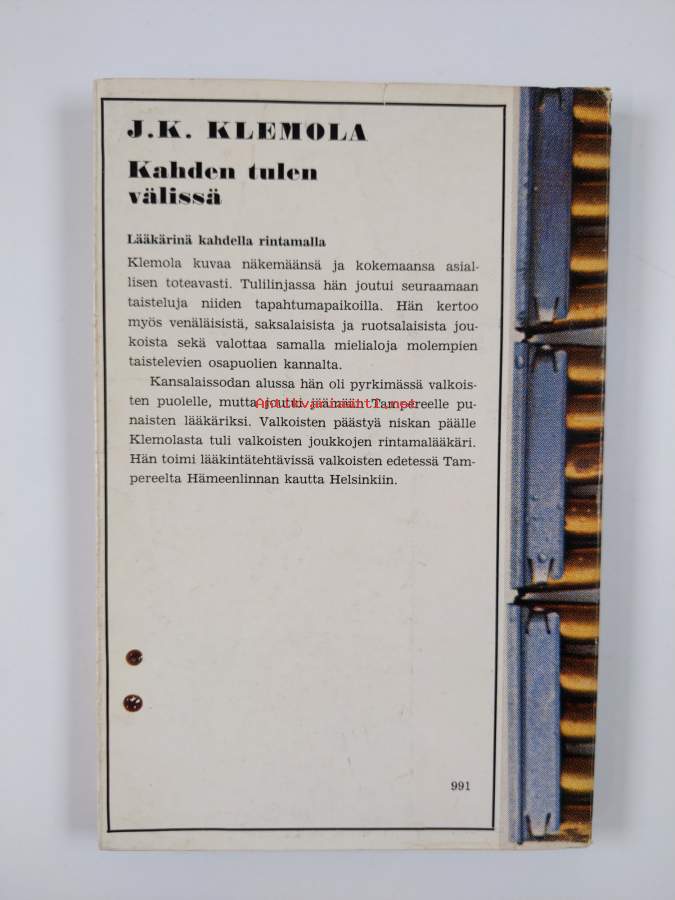 J.K. KLEMOLA
Kahden tulen
välissä
Lääkärinä kahdella rintamalla
Klemola kuvaa näkemäänsä ja kokemaansa asial-
lisen toteavasti. Tulilinjassa hän joutui seuraamaan
taisteluja niiden tapahtumapaikoilla. Hän kertoo
myös venäläisistä, saksalaisista ja ruotsalaisista jou-
koista sekä valottaa samalla mielialoja molempien
taistelevien osapuolien kannalta.
Kansalaissodan alussa hän oli pyrkimässä valkois-
ten puolelle, mutta joutui jäämään Tampereelle pu-
naisten lääkäriksi. Valkoisten päästyä niskan päälle
Klemolasta tuli valkoisten joukkojen rintamalääkäri.
Hän toimi lääkintätehtävissä valkoisten edetessä Tam-
pereelta Hämeenlinnan kautta Helsinkiin.
991